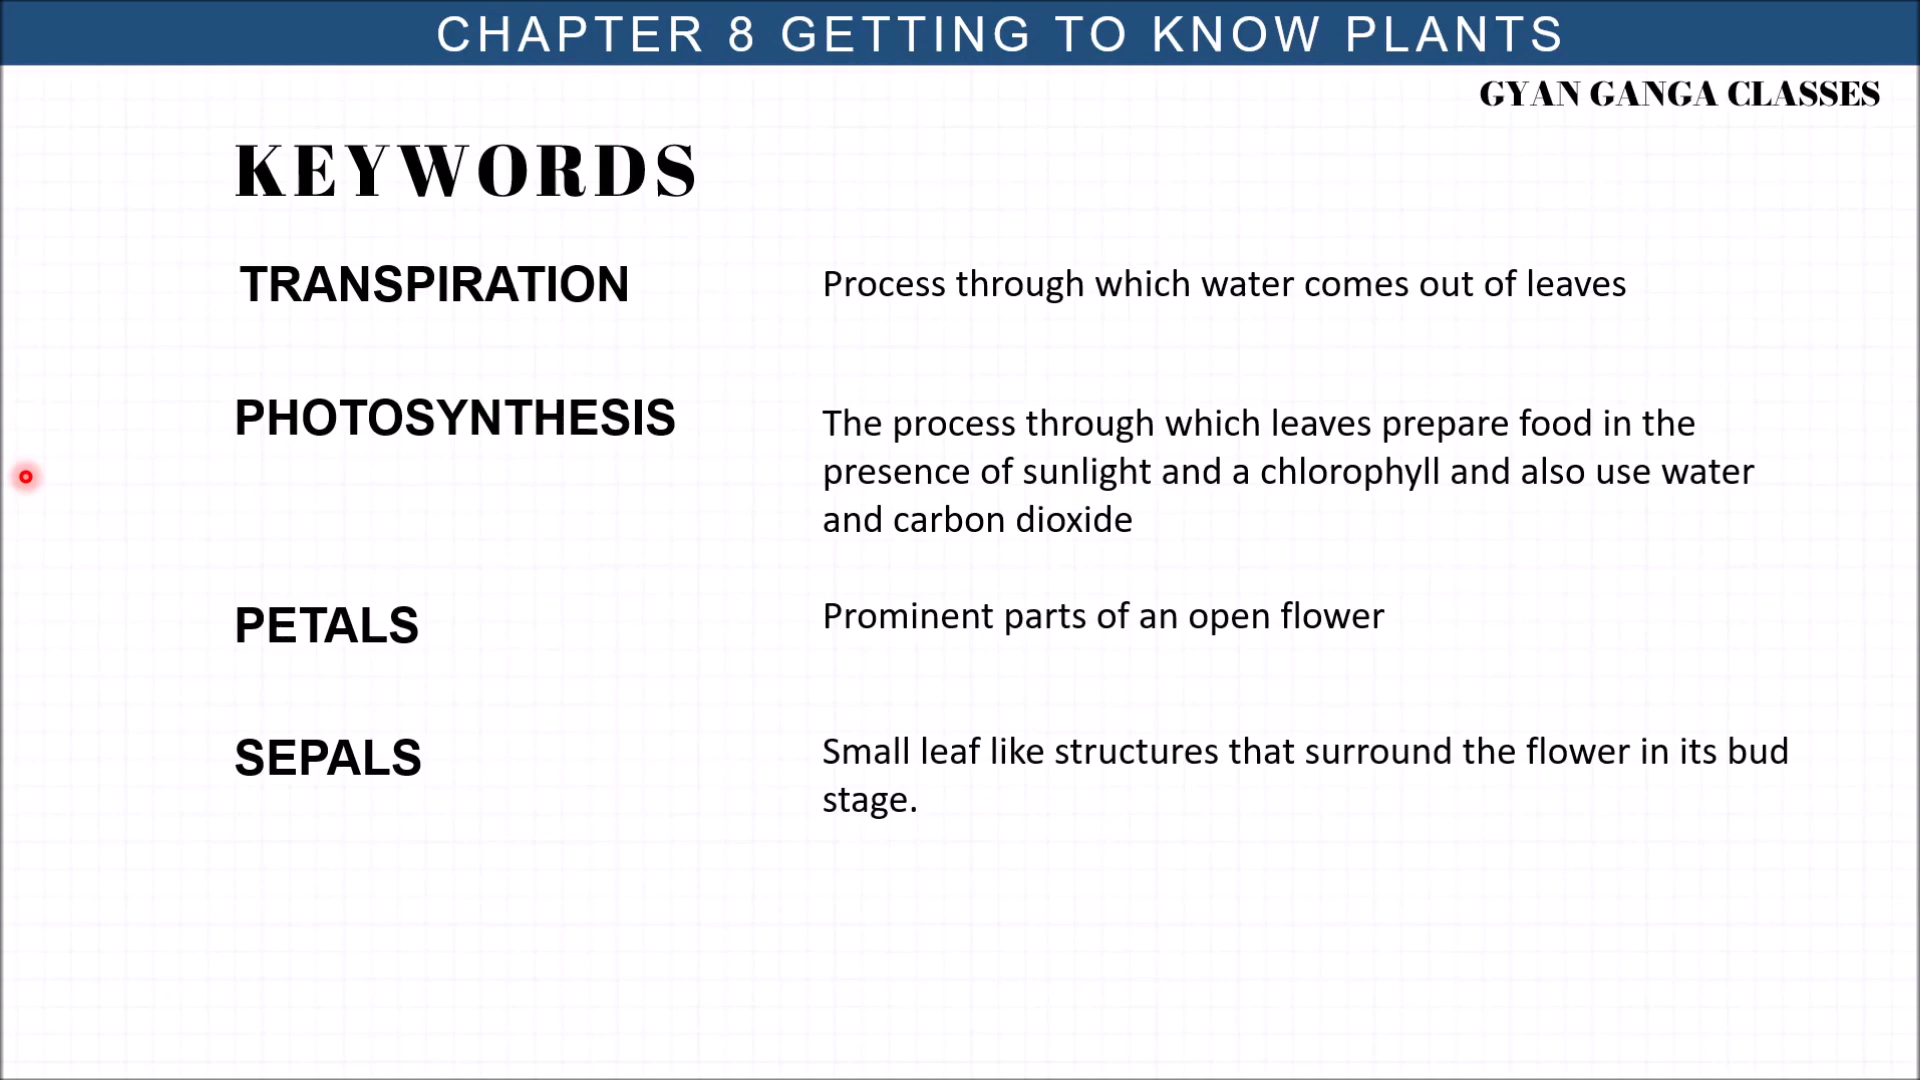 CHAPTER 8 GETTING TO KNOW PLANTS
GYAN GANGA CLASSES
KEYWORDS
TRANSPIRATION
Process through which water comes out of leaves
PHOTOSYNTHESIS
The process through which leaves prepare food in the
presence of sunlight and a chlorophyll and also use water
and carbon dioxide
PETALS
Prominent parts of an open flower
SEPALS
Small leaf like structures that surround the flower in its bud
stage.